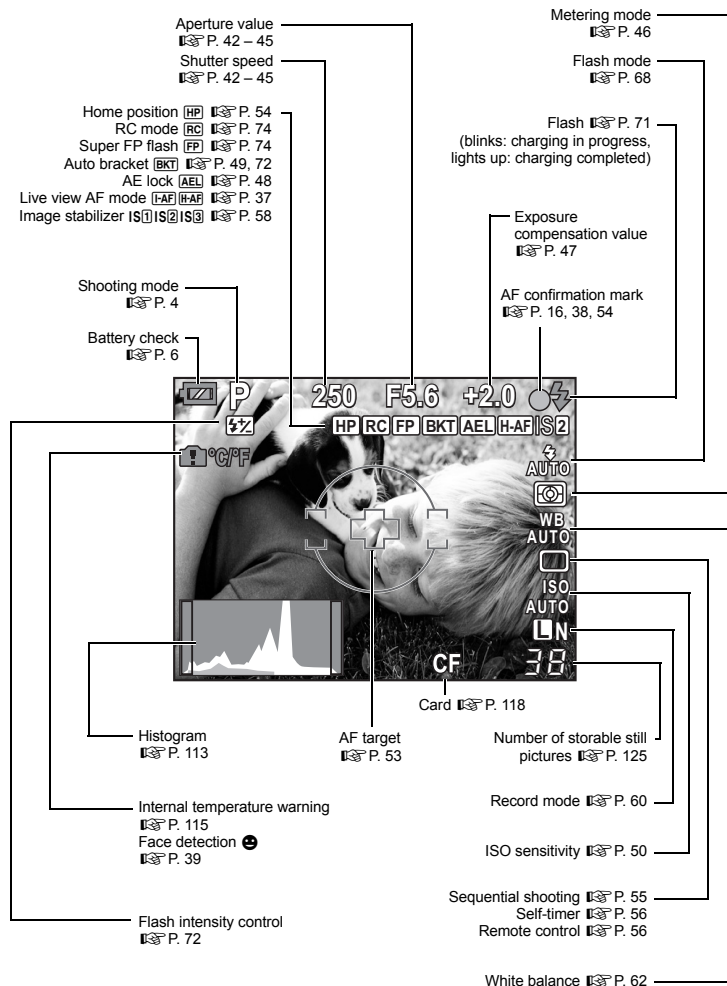 Aperture value
P. 42 – 45
Shutter speed
P. 42 – 45
Home position HP P. 54
RC mode RC P. 74
Super FP flash FP P. 74
Auto bracket BKT P. 49, 72
AE lock AEL P. 48
Live view AF mode I-AF H-AF P. 37
Image stabilizer IS1 IS2 IS3 P. 58
Shooting mode
P. 4
Battery check
P. 6
Metering mode
P. 46
Flash mode
P. 68
Flash P. 71
(blinks: charging in progress,
lights up: charging completed)
Exposure
compensation value
P. 47
AF confirmation mark
P. 16, 38, 54
P 250 F5.6 +2.0
HP RC FP BKT AEL H-AF IS2
°C/°F
AUTO
WB
AUTO
ISO
AUTO
L N
CF 38
Card P. 118
Histogram
P. 113
AF target
P. 53
Number of storable still
pictures P. 125
Internal temperature warning
P. 115
Face detection
P. 39
Record mode P. 60
ISO sensitivity P. 50
Sequential shooting P. 55
Self-timer P. 56
Remote control P. 56
Flash intensity control
P. 72
White balance P. 62